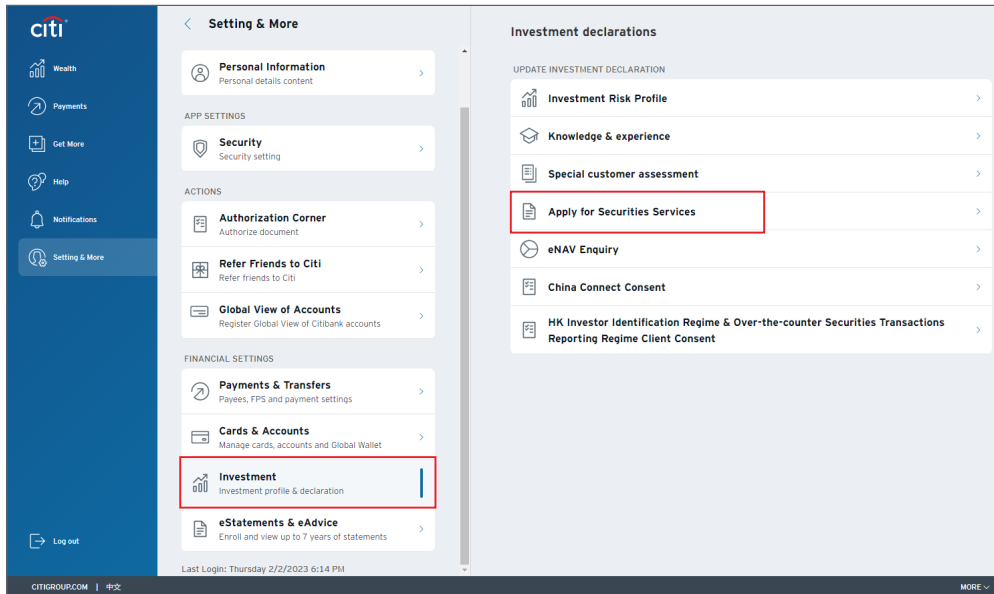 citi
Wealth
Payments
Get More
Help
Notifications
Setting & More
Log out
Setting & More
Personal Information
Personal details content
APP SETTINGS
Security
Security setting
ACTIONS
Authorization Corner
Authorize document
Refer Friends to Citi
Refer friends to Citi
Global View of Accounts
Register Global View of Citibank accounts
FINANCIAL SETTINGS
Payments & Transfers
Payees, FPS and payment settings
Cards & Accounts
Manage cards, accounts and Global Wallet
Investment
Investment profile & declaration
eStatements & eAdvice
Enroll and view up to 7 years of statements
Last Login: Thursday 2/2/2023 6:14 PM
Investment declarations
UPDATE INVESTMENT DECLARATION
Investment Risk Profile
Knowledge & experience
Special customer assessment
Apply for Securities Services
eNAV Enquiry
China Connect Consent
HK Investor Identification Regime & Over-the-counter Securities Transactions
Reporting Regime Client Consent
CITIGROUP.COM | 中文
MORE